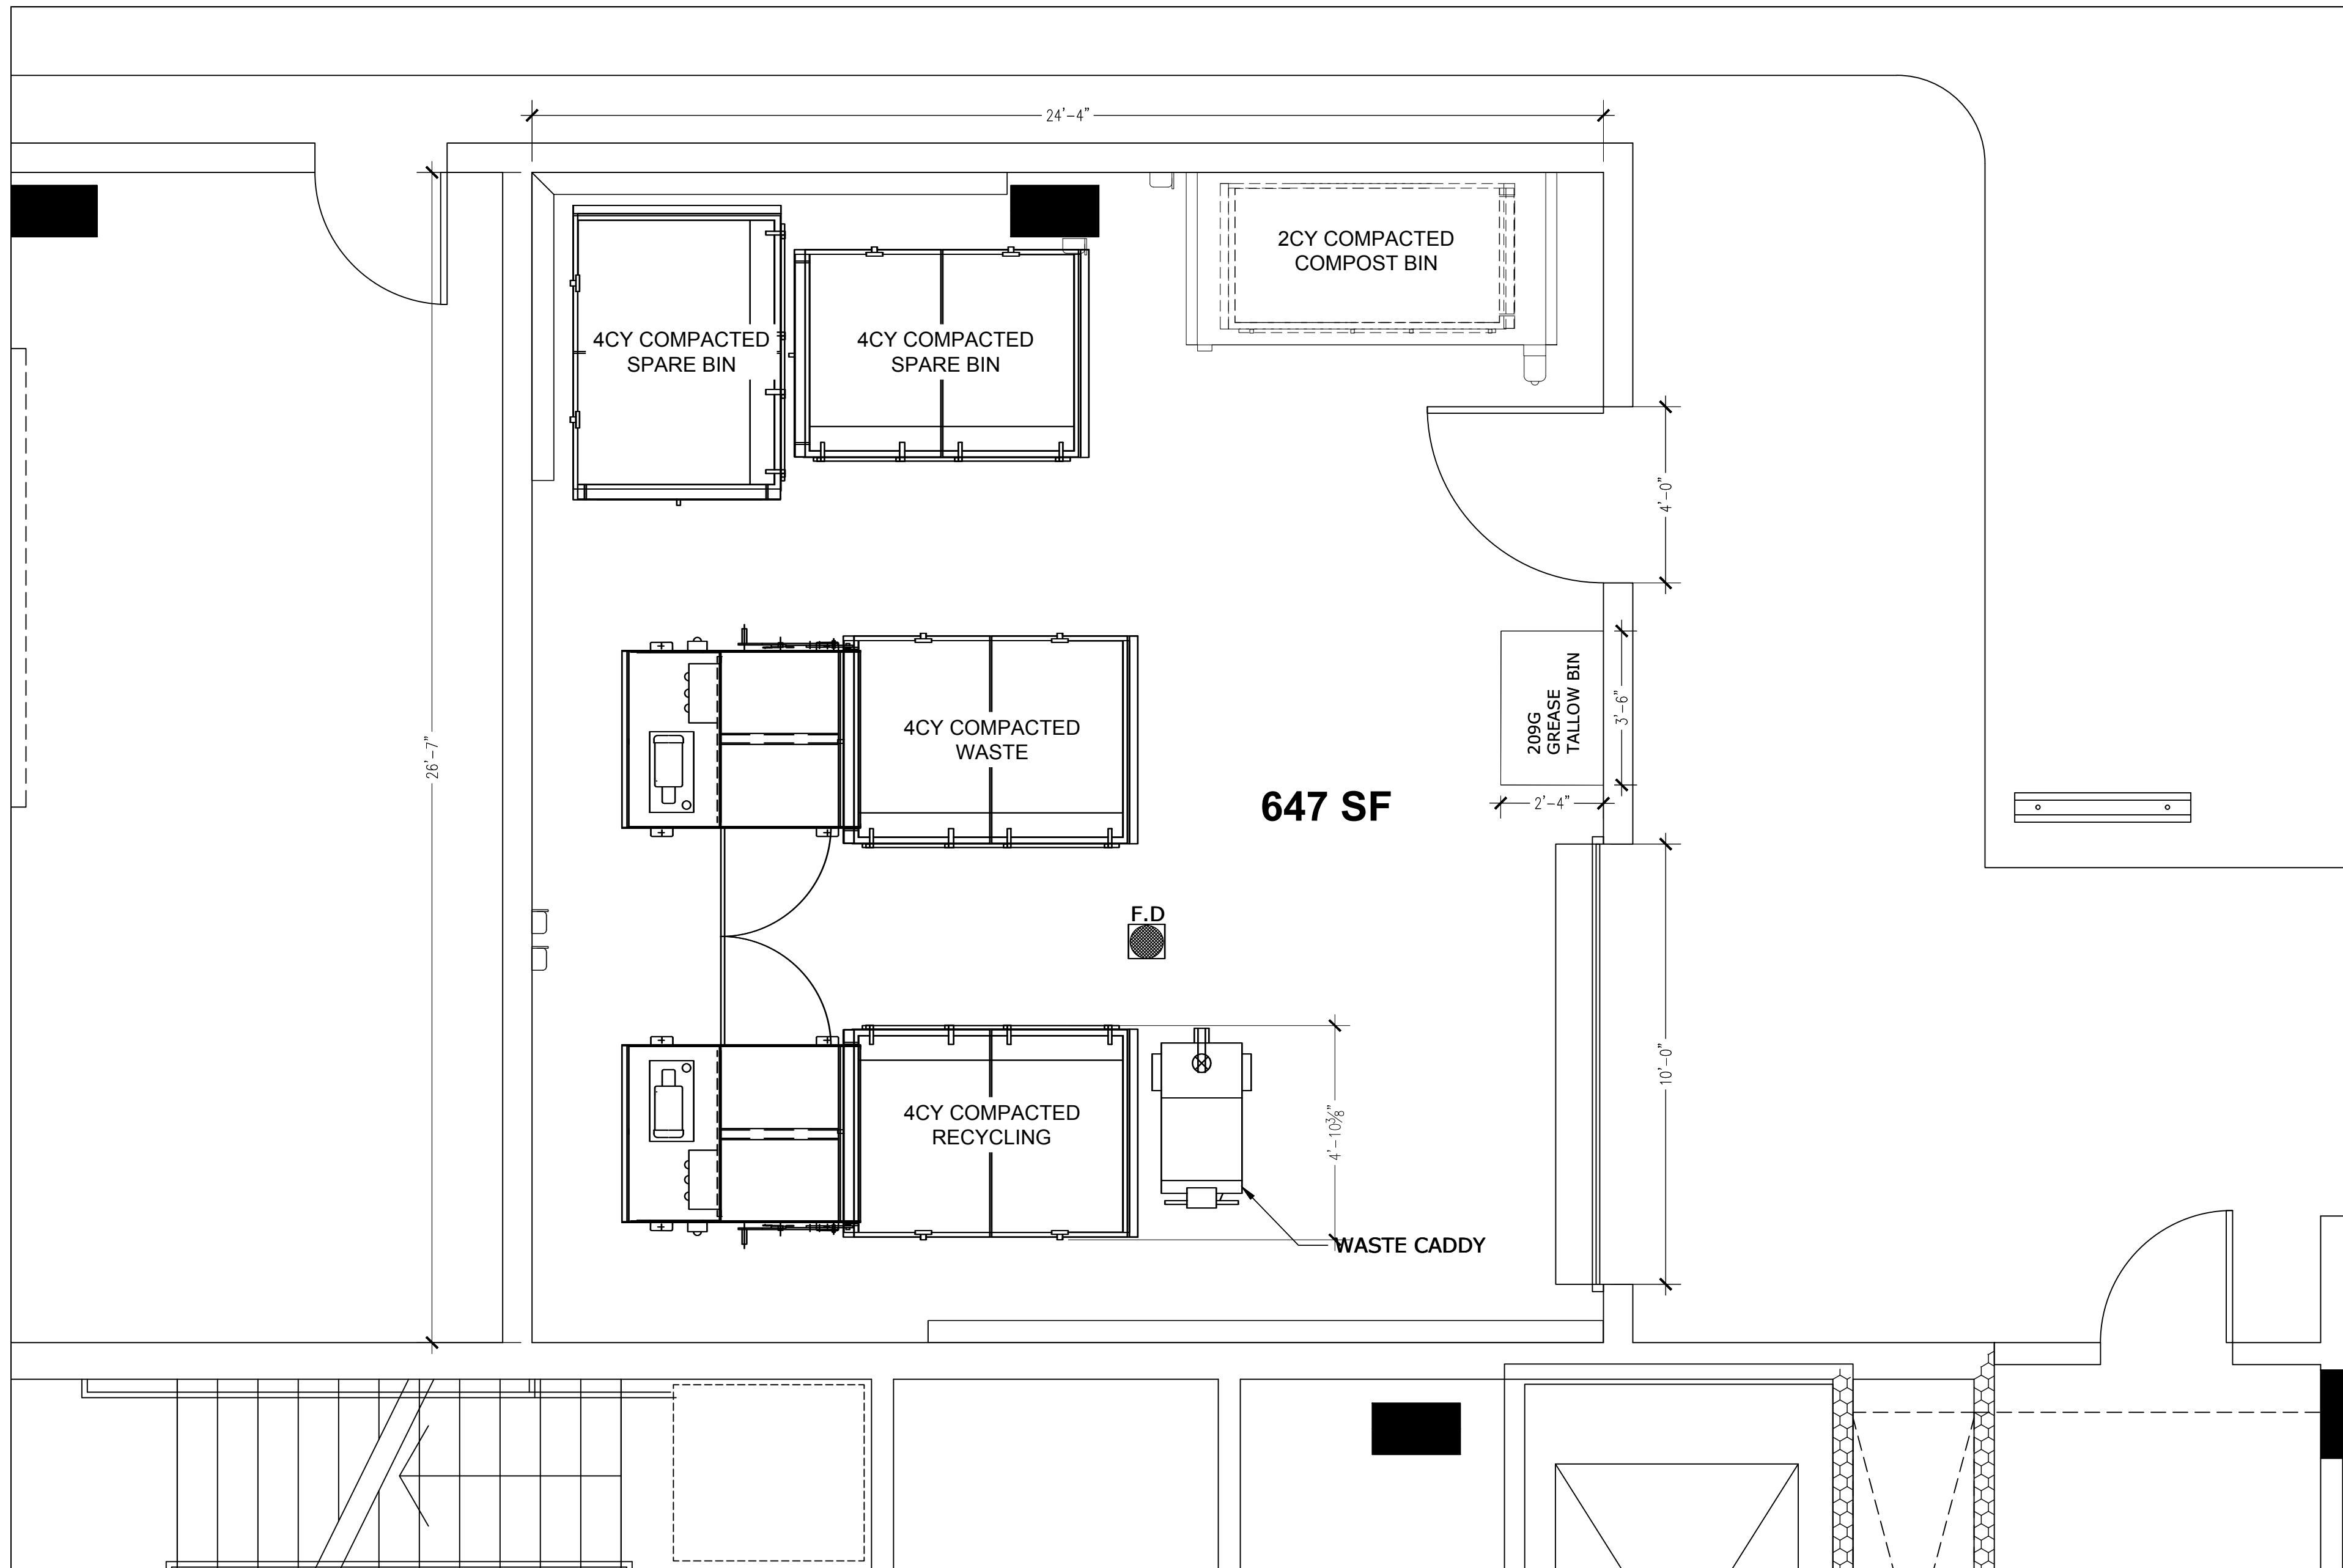 24'-4"
2CY COMPACTED
COMPOST BIN
4CY COMPACTED
SPARE BIN
4CY COMPACTED
SPARE BIN
4'-0"
26'-7"
4CY COMPACTED
WASTE
209G
GREASE
TALLOW BIN
3'-6"
2'-4"
647 SF
F.D
10'-0"
4CY COMPACTED
RECYCLING
4'-10⅜"
WASTE CADDY